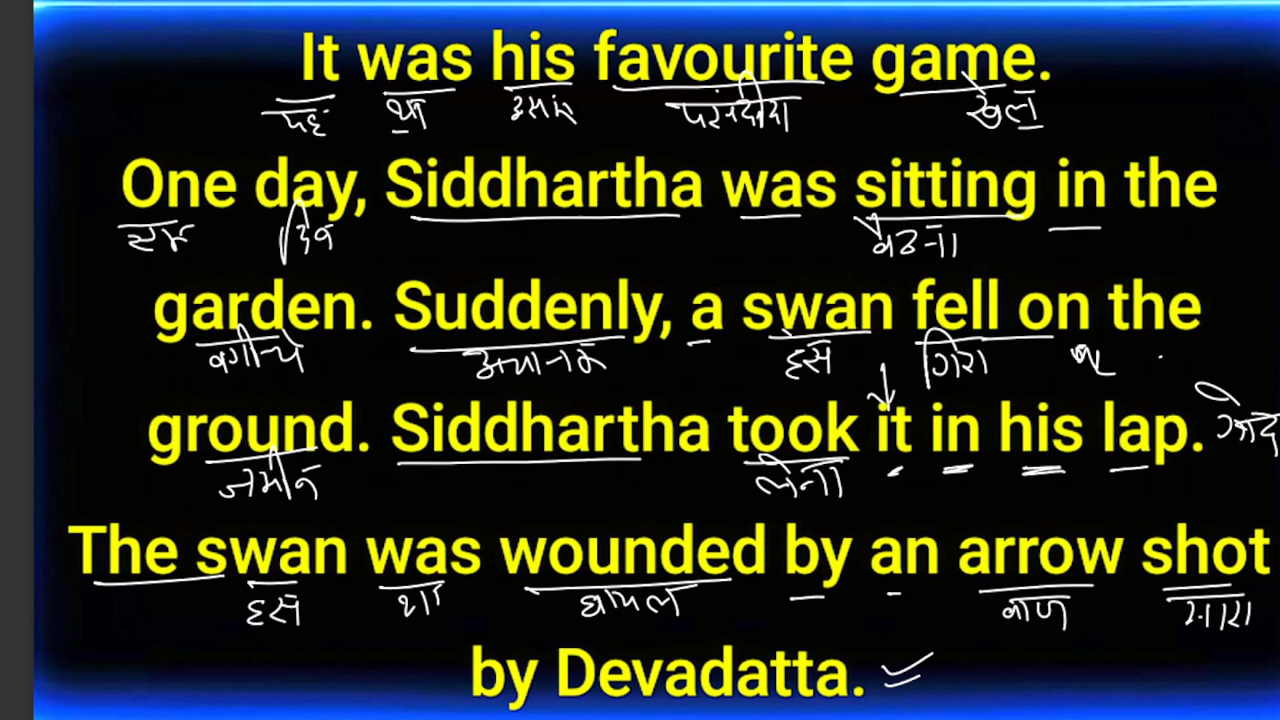 It was his favourite game.
यह था उसका पसंदीदा खेल
One day, Siddhartha was sitting in the
एक दिन बैठना
garden. Suddenly, a swan fell on the
बगीचे अचानक हंस गिरा पर
ground. Siddhartha took it in his lap.
जमीन लेना गोद
The swan was wounded by an arrow shot
हंस था घायल बाण मारा
by Devadatta.